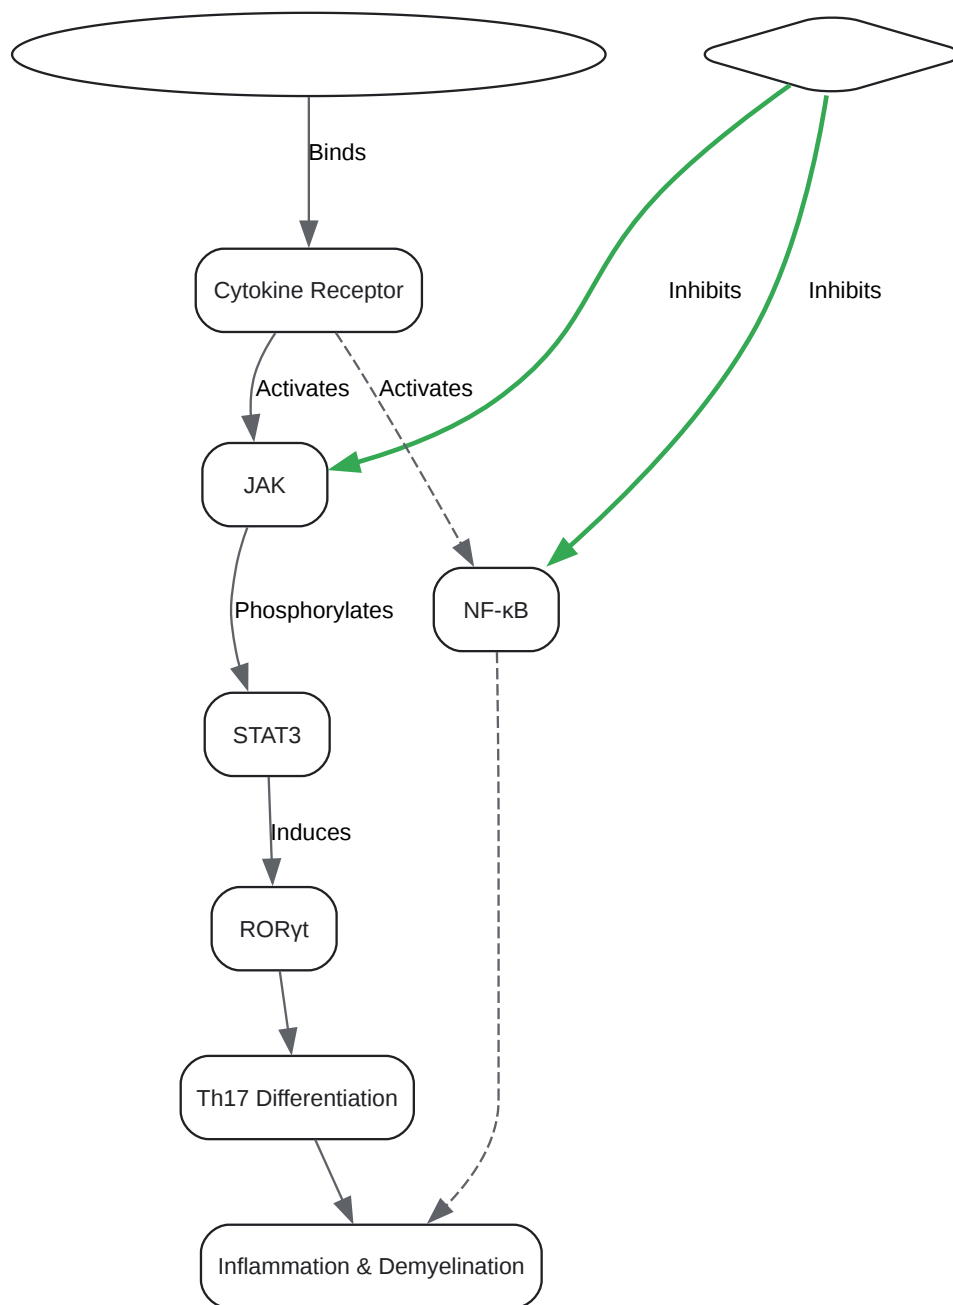 Binds
Cytokine Receptor
Inhibits
Inhibits
Activates
Activates
JAK
Phosphorylates
NF-κB
STAT3
Induces
RORγt
Th17 Differentiation
Inflammation & Demyelination